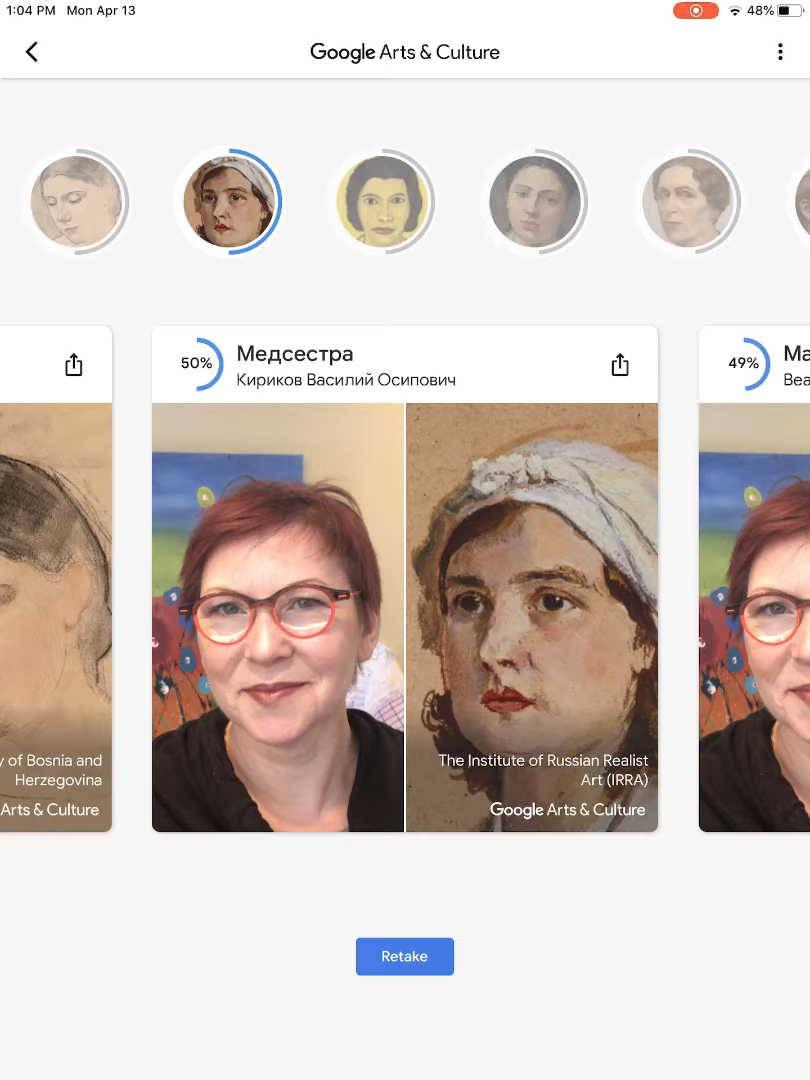 1:04 PM Mon Apr 13
48%
Google Arts & Culture
50%
Медсестра
Кириков Василий Осипович
49%
of Bosnia and
Herzegovina
Arts & Culture
The Institute of Russian Realist
Art (IRRA)
Google Arts & Culture
Retake